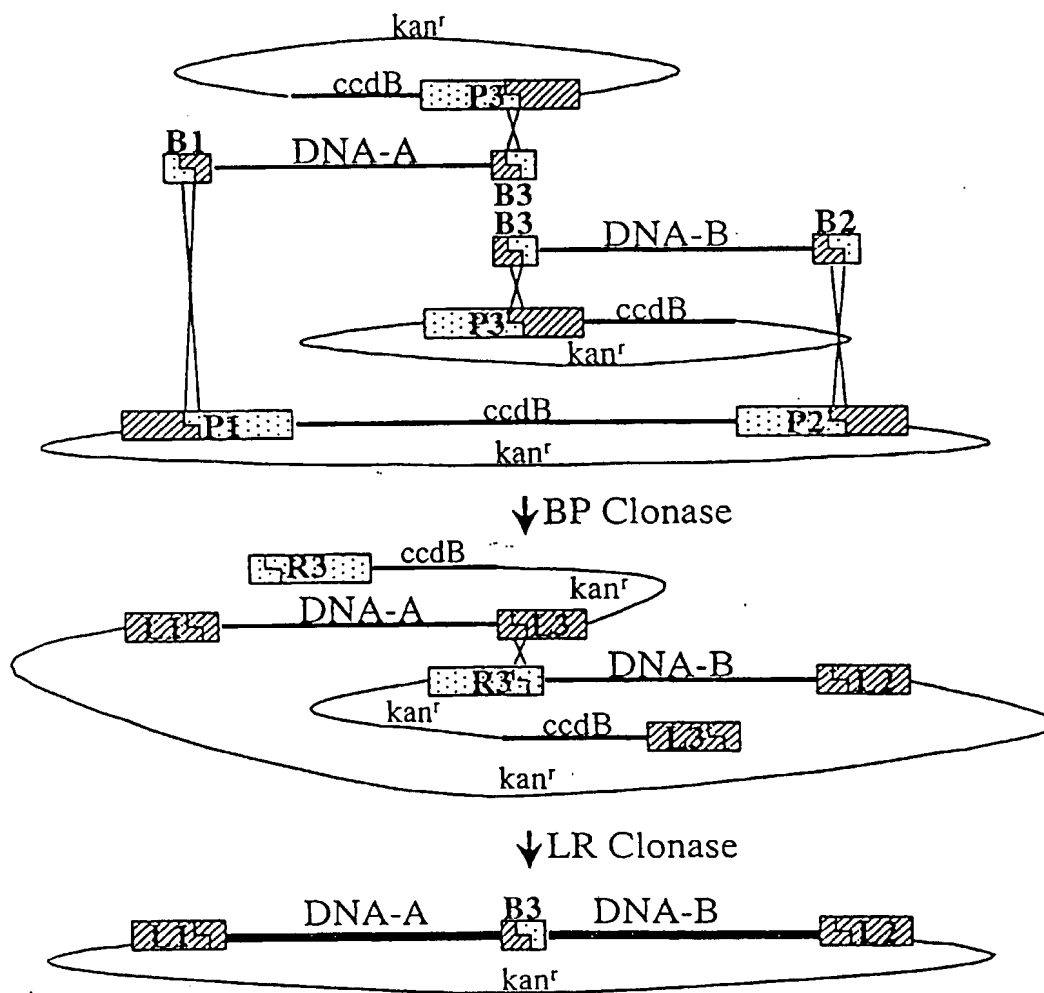 kanʳ
ccdB P3
B1 DNA-A
B3
B3 DNA-B B2
P3 ccdB
kanʳ
P1 ccdB P2
kanʳ
↓ BP Clonase
R3 ccdB
kanʳ
L1 DNA-A L3
R3 DNA-B L2
kanʳ
ccdB L3
kanʳ
↓ LR Clonase
L1 DNA-A B3 DNA-B L2
kanʳ